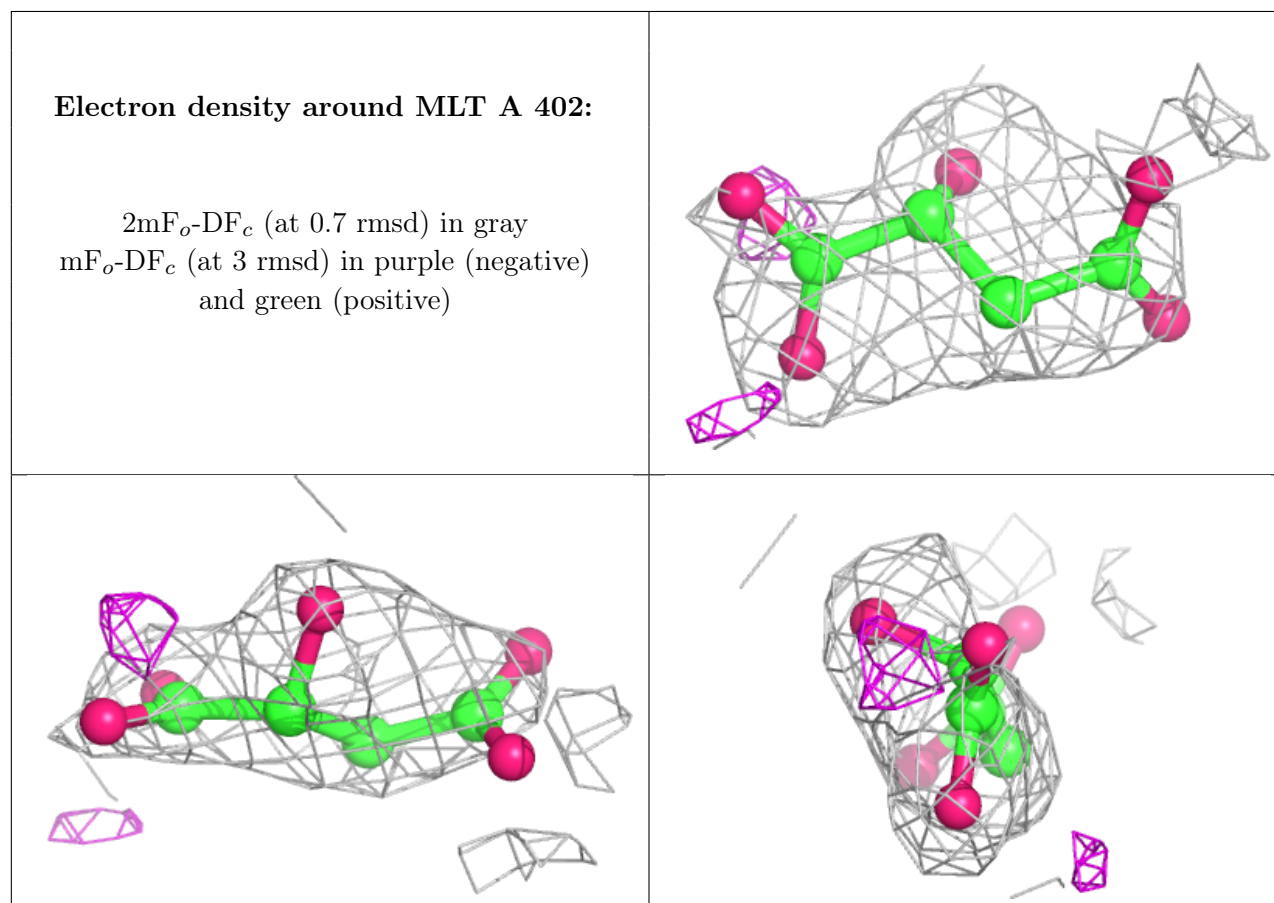 Electron density around MLT A 402:
2mFo-DFc (at 0.7 rmsd) in gray
mFo-DFc (at 3 rmsd) in purple (negative)
and green (positive)